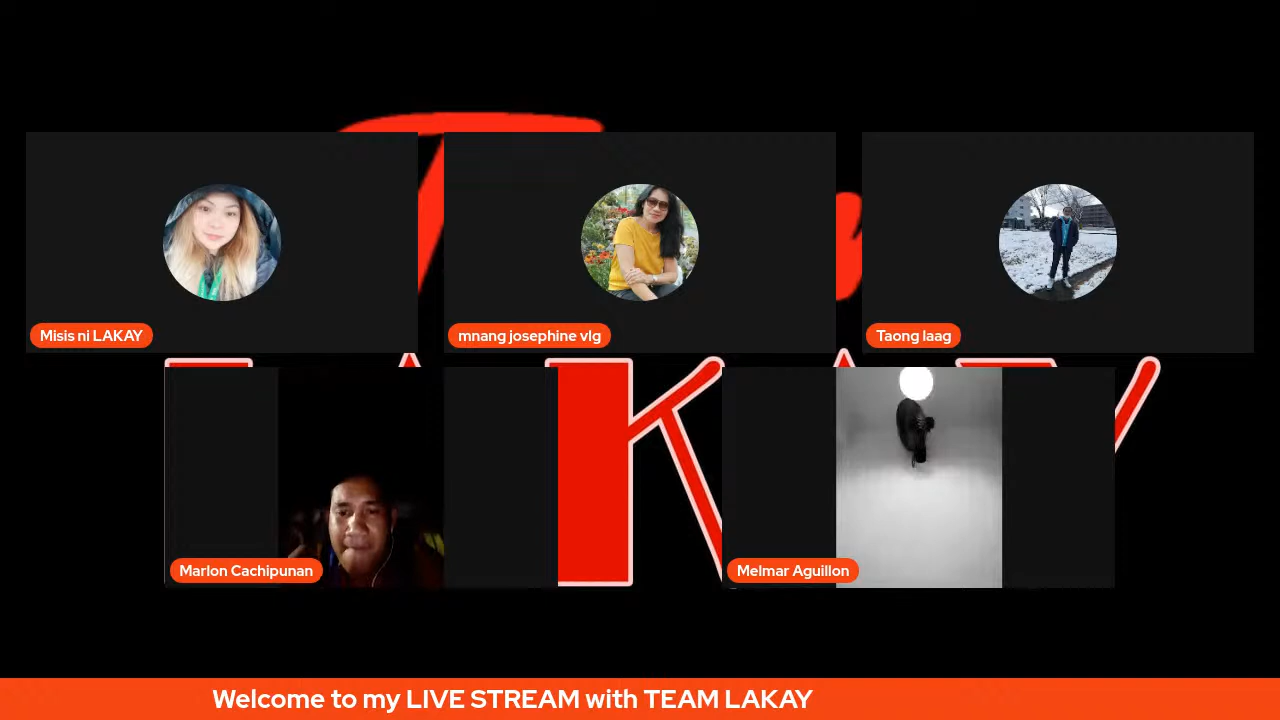 Misis ni LAKAY
mnang josephine vlg
Taong laag
Marlon Cachipunan
Melmar Aguillon
Welcome to my LIVE STREAM with TEAM LAKAY